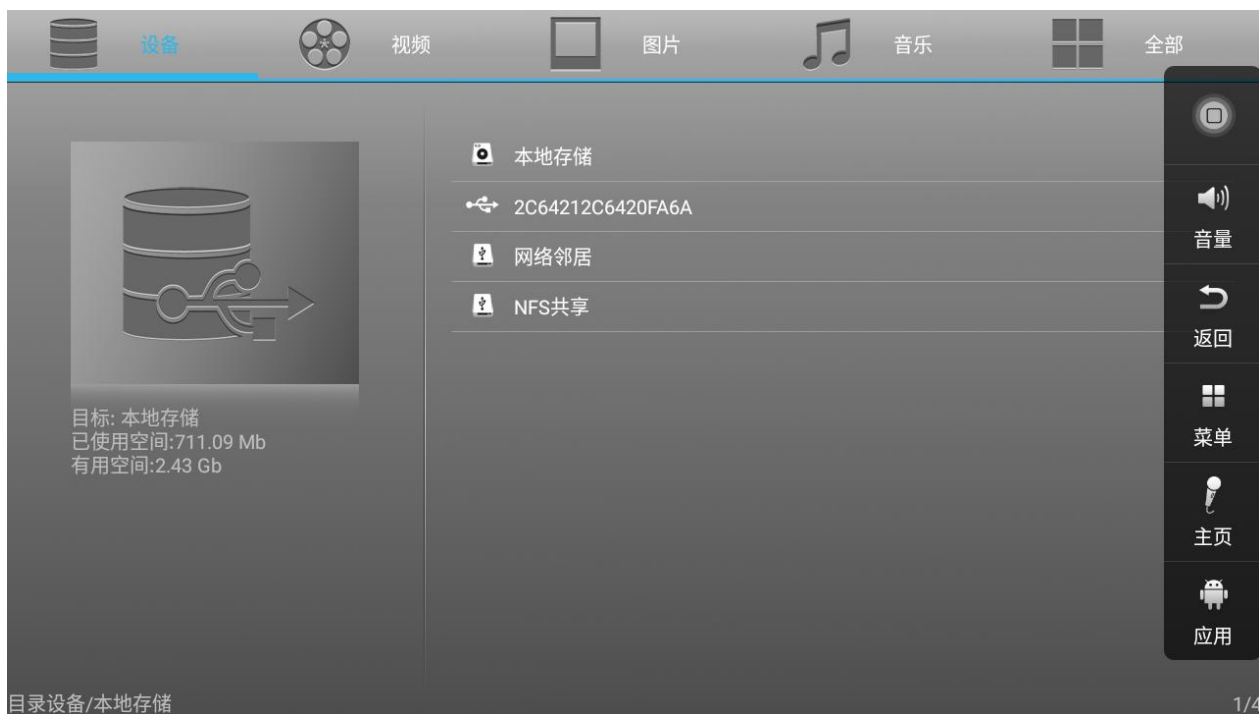 设备
视频
图片
音乐
全部
本地存储
2C64212C6420FA6A
网络邻居
NFS共享
目标: 本地存储
已使用空间:711.09 Mb
有用空间:2.43 Gb
音量
返回
菜单
主页
应用
目录设备/本地存储
1/4